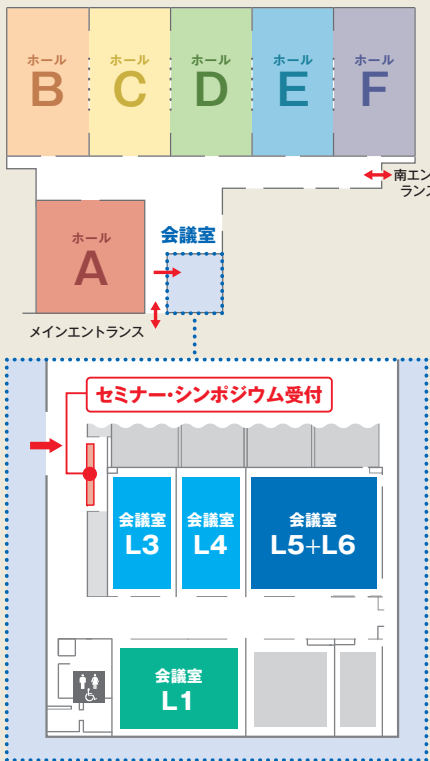 ホール
B
ホール
C
ホール
D
ホール
E
ホール
F
南エン
ランス
ホール
A
会議室
メインエントランス
セミナー・シンポジウム受付
会議室
L3
会議室
L4
会議室
L5+L6
会議室
L1